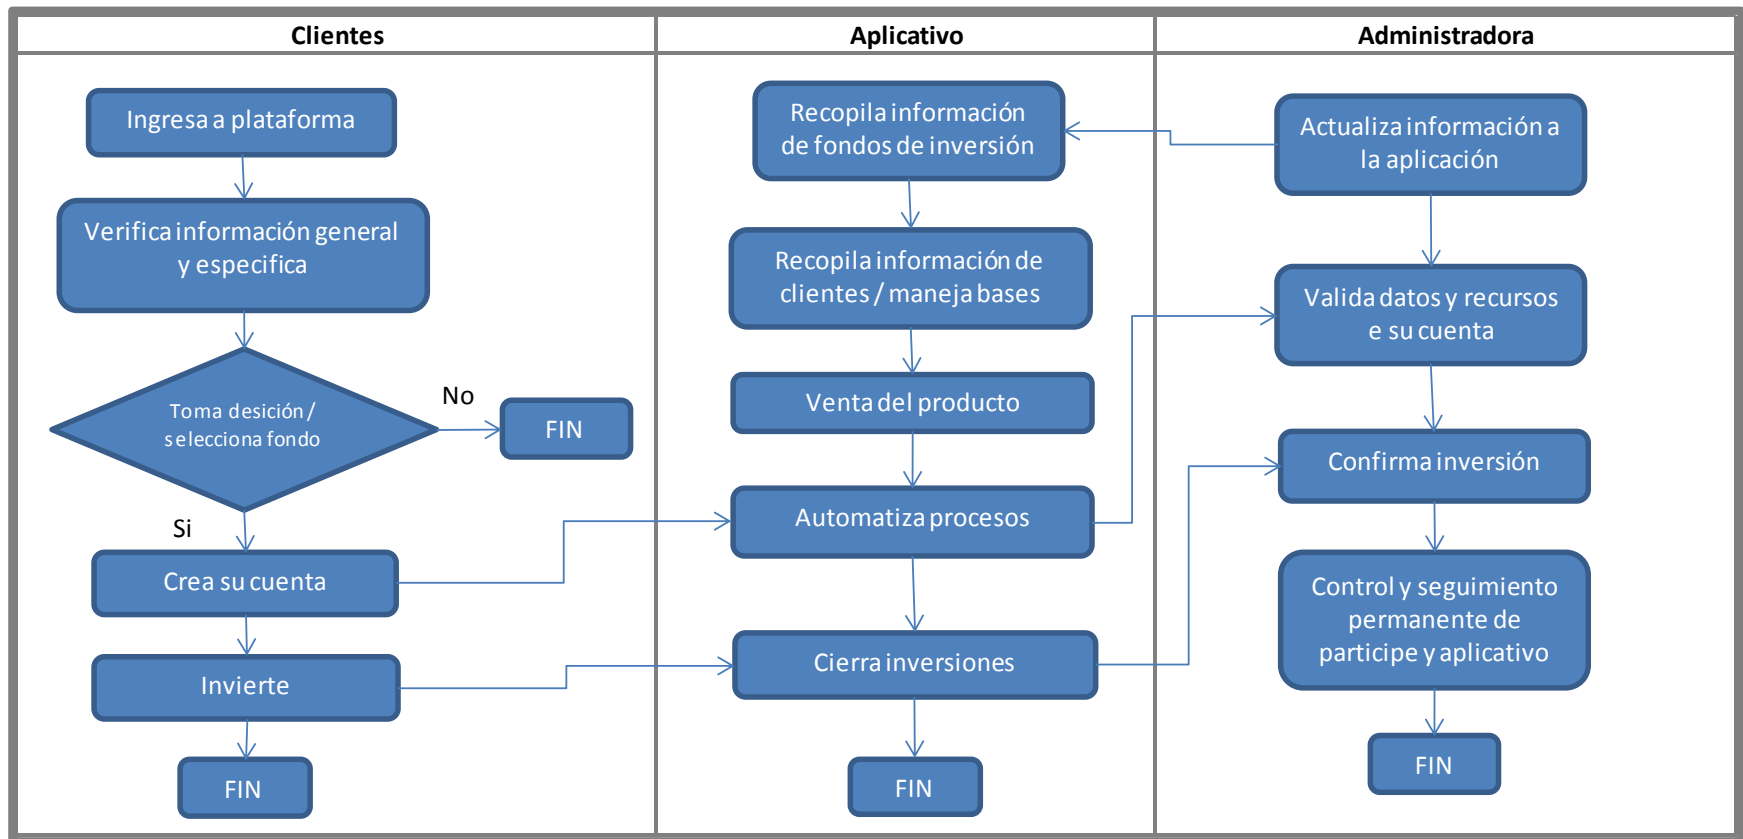 Clientes
Ingresa a plataforma
Verifica información general
y especifica
Toma desición /
selecciona fondo
No
FIN
Si
Crea su cuenta
Invierte
FIN
Aplicativo
Recopila información
de fondos de inversión
Recopila información de
clientes / maneja bases
Venta del producto
Automatiza procesos
Cierra inversiones
FIN
Administradora
Actualiza información a
la aplicación
Valida datos y recursos
e su cuenta
Confirma inversión
Control y seguimiento
permanente de
participe y aplicativo
FIN